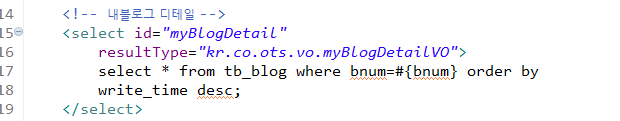 14 <!-- 내블로그 디테일 -->
15 <select id="myBlogDetail"
16 resultType="kr.co.ots.vo.myBlogDetailVO">
17 select * from tb_blog where bnum=#{bnum} order by
18 write_time desc;
19 </select>